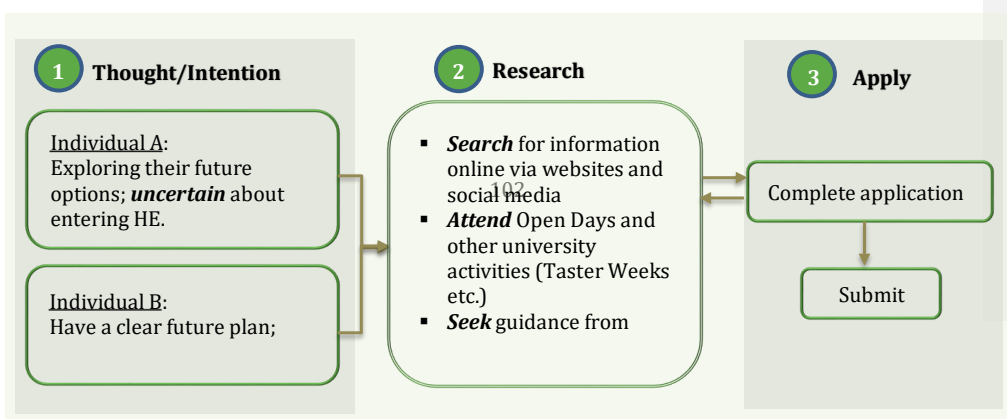 1 Thought/Intention
Individual A:
Exploring their future
options; uncertain about
entering HE.
Individual B:
Have a clear future plan;
2 Research
▪ Search for information
online via websites and
social media
102
▪ Attend Open Days and
other university
activities (Taster Weeks
etc.)
▪ Seek guidance from
3 Apply
Complete application
Submit